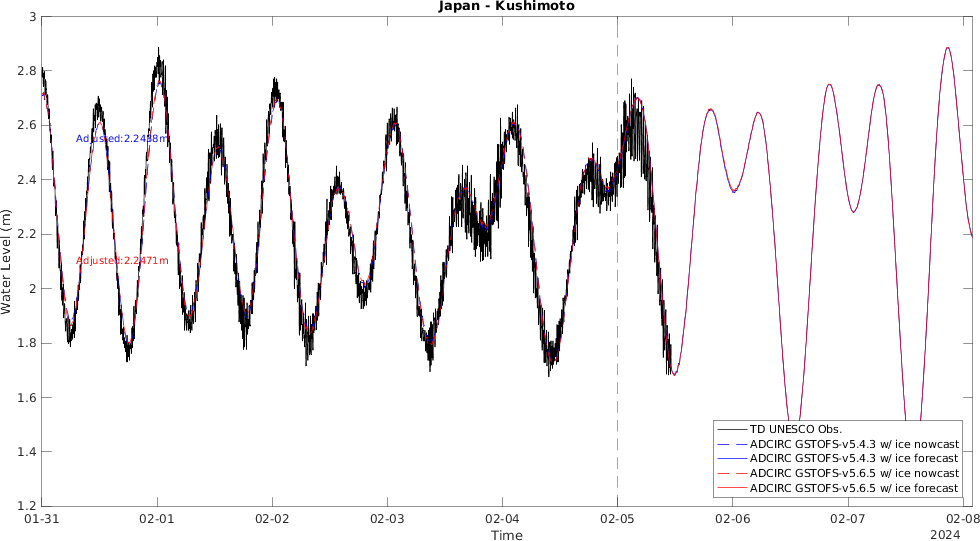 Japan - Kushimoto
3
2.8
2.6
2.4
2.2
2
1.8
1.6
1.4
1.2
Water Level (m)
Adjusted:2.2438m
Adjusted:2.2471m
TD UNESCO Obs.
ADCIRC GSTOFS-v5.4.3 w/ ice nowcast
ADCIRC GSTOFS-v5.4.3 w/ ice forecast
ADCIRC GSTOFS-v5.6.5 w/ ice nowcast
ADCIRC GSTOFS-v5.6.5 w/ ice forecast
01-31 02-01 02-02 02-03 02-04 02-05 02-06 02-07 02-08
Time
2024